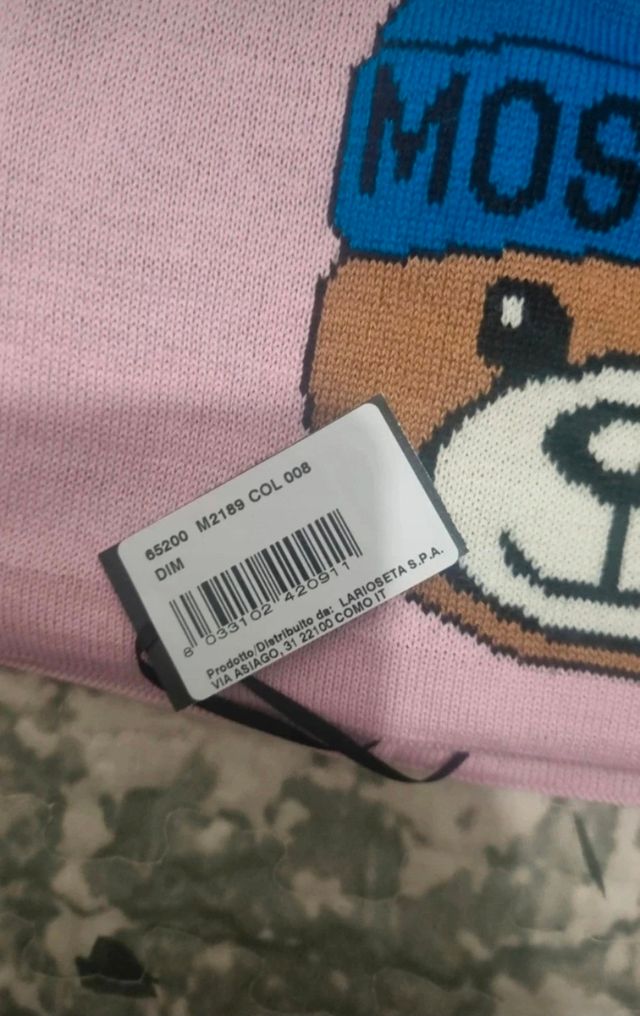 MOS
65200 M2189 COL 008
DIM
8 033102 420911
Prodotto/Distribuito da: LARIOSETA S.P.A.
VIA ASIAGO, 31 22100 COMO IT